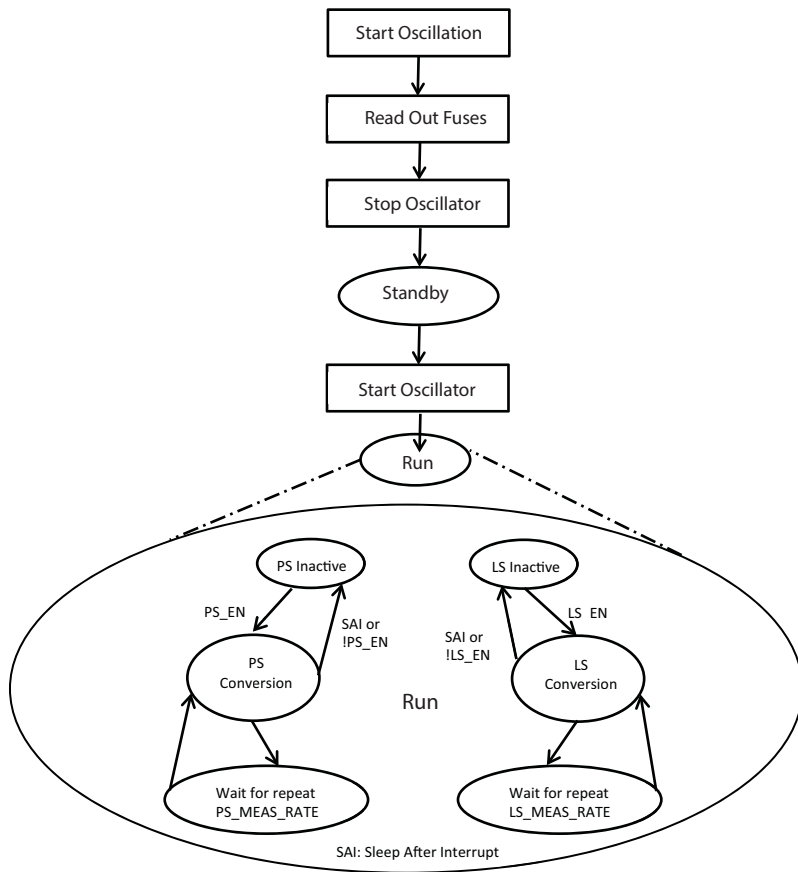 Start Oscillation
Read Out Fuses
Stop Oscillator
Standby
Start Oscillator
Run
PS Inactive
LS Inactive
PS_EN
SAI or
!PS_EN
SAI or
!LS_EN
LS_EN
PS
Conversion
Run
LS
Conversion
Wait for repeat
PS_MEAS_RATE
Wait for repeat
LS_MEAS_RATE
SAI: Sleep After Interrupt